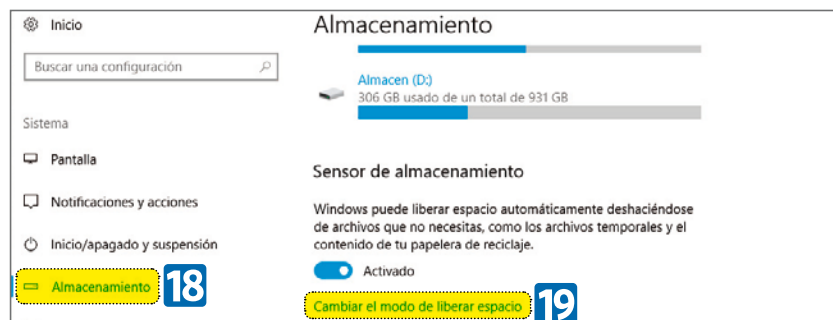 Inicio
Buscar una configuración
Sistema
Pantalla
Notificaciones y acciones
Inicio/apagado y suspensión
Almacenamiento
18
Almacenamiento
Almacen (D:)
306 GB usado de un total de 931 GB
Sensor de almacenamiento
Windows puede liberar espacio automáticamente deshaciéndose
de archivos que no necesitas, como los archivos temporales y el
contenido de tu papelera de reciclaje.
Activado
Cambiar el modo de liberar espacio
19